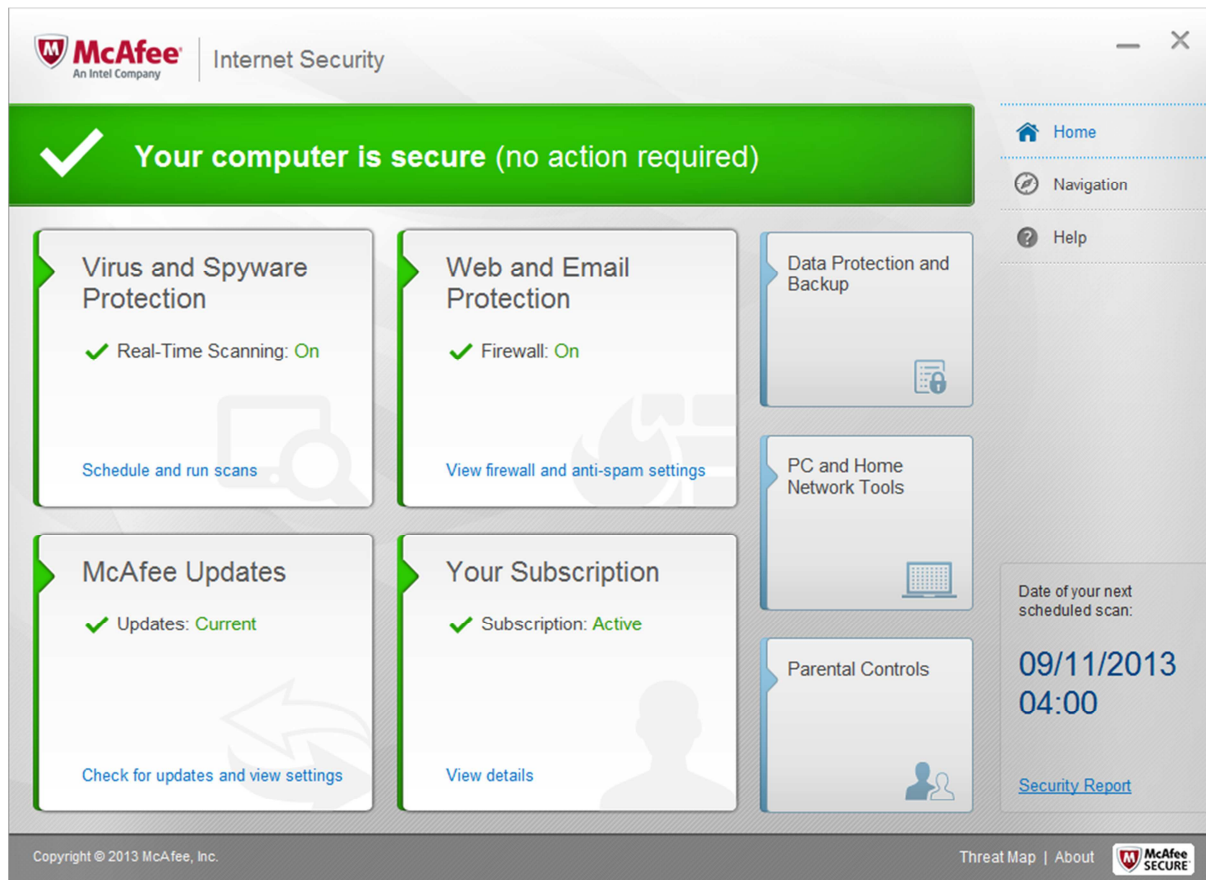 McAfee
An Intel Company
Internet Security
Your computer is secure (no action required)
Home
Navigation
Help
Virus and Spyware
Protection
Real-Time Scanning: On
Schedule and run scans
Web and Email
Protection
Firewall: On
View firewall and anti-spam settings
Data Protection and
Backup
PC and Home
Network Tools
McAfee Updates
Updates: Current
Check for updates and view settings
Your Subscription
Subscription: Active
View details
Parental Controls
Date of your next
scheduled scan:
09/11/2013
04:00
Security Report
Copyright © 2013 McAfee, Inc.
Threat Map | About
McAfee
SECURE